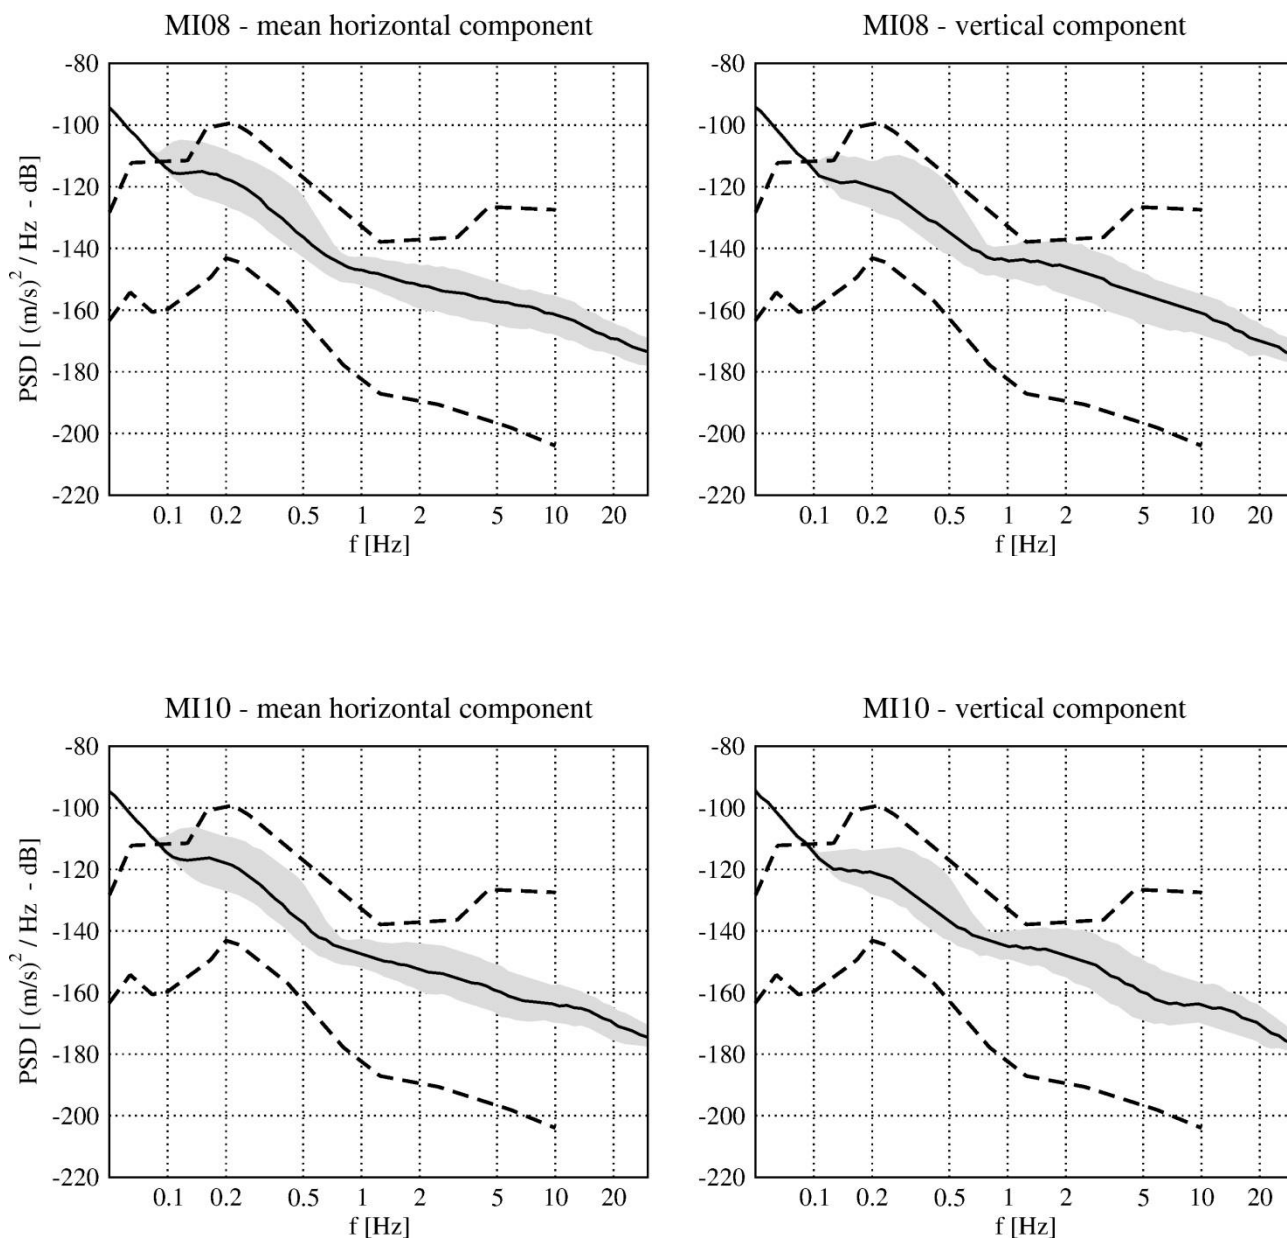 MI08 - mean horizontal component
MI08 - vertical component
-80
-100
-120
-140
-160
-180
-200
-220
PSD [ (m/s)² / Hz - dB]
0.1 0.2 0.5 1 2 5 10 20
f [Hz]
-80
-100
-120
-140
-160
-180
-200
-220
0.1 0.2 0.5 1 2 5 10 20
f [Hz]
MI10 - mean horizontal component
MI10 - vertical component
-80
-100
-120
-140
-160
-180
-200
-220
PSD [ (m/s)² / Hz - dB]
0.1 0.2 0.5 1 2 5 10 20
f [Hz]
-80
-100
-120
-140
-160
-180
-200
-220
0.1 0.2 0.5 1 2 5 10 20
f [Hz]